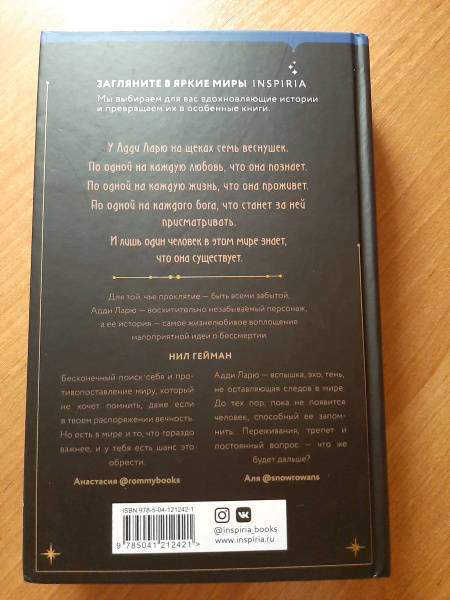 ЗАГЛЯНИТЕ В ЯРКИЕ МИРЫ INSPIRIA
Мы выбираем для вас вдохновляющие истории
и превращаем их в особенные книги.
У Адди Ларю на щеках семь веснушек.
По одной на каждую любовь, что она познает.
По одной на каждую жизнь, что она проживет.
По одной на каждого бога, что станет за ней
присматривать.
И лишь один человек в этом мире знает,
что она существует.
Для той, чье проклятие — быть всеми забытой,
Адди Ларю — восхитительно незабываемый персонаж,
а ее история — самое жизнелюбивое воплощение
малоприятной идеи о бессмертии
НИЛ ГЕЙМАН
Бесконечный поиск себя и про-
тивопоставление миру, который
не хочет помнить, даже если
в твоем распоряжении вечность.
Но есть в мире и то, что гораздо
важнее, и у тебя есть шанс это
обрести.
Анастасия @rommybooks
Адди Ларю — вспышка, эхо, тень,
не оставляющая следов в мире.
До тех пор, пока не появится
человек, способный ее запом-
нить. Переживания, трепет и
постоянный вопрос — что же
будет дальше?
Аля @snowrowans
ISBN 978-5-04-121242-1
9 785041 212421 >
@inspiria_books
www.inspiria.ru